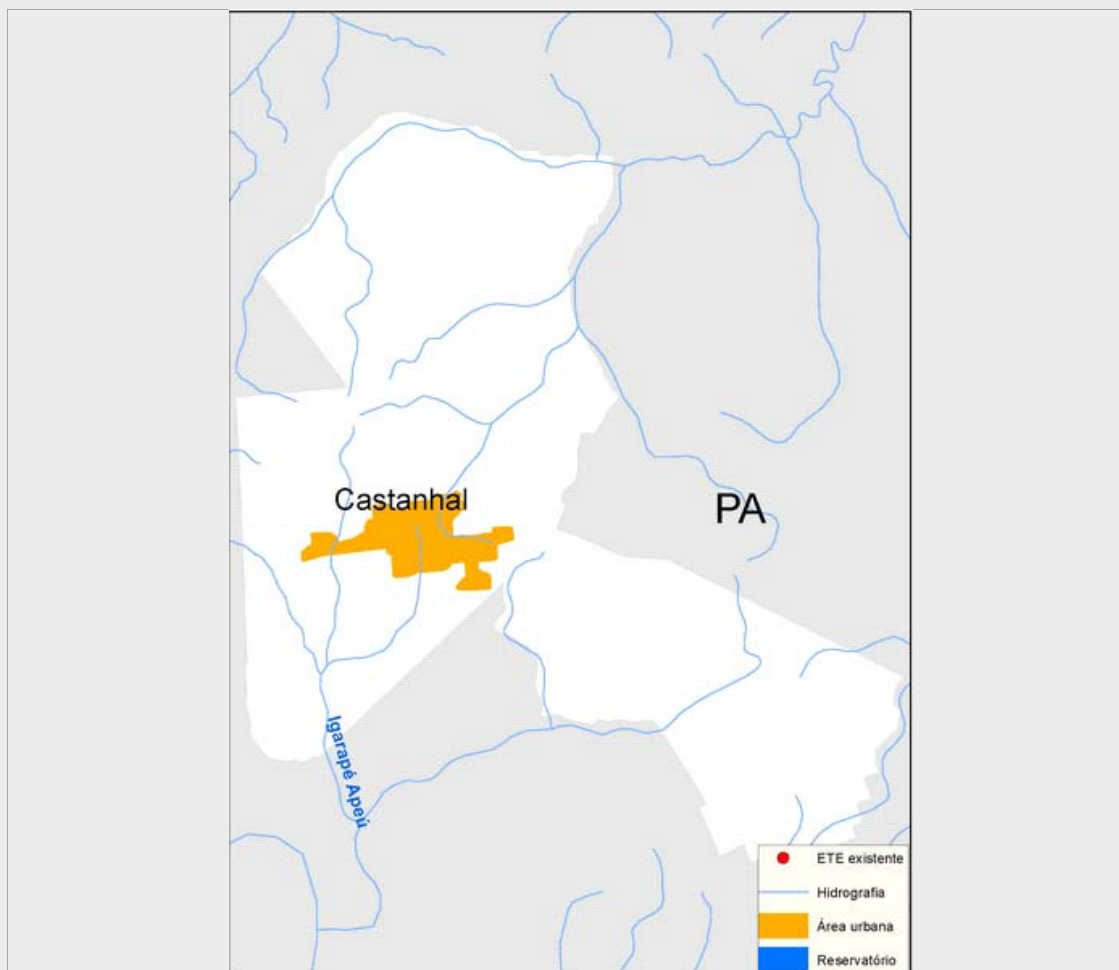 Castanhal
PA
Igarapé Apeú
ETE existente
Hidrografia
Área urbana
Reservatório